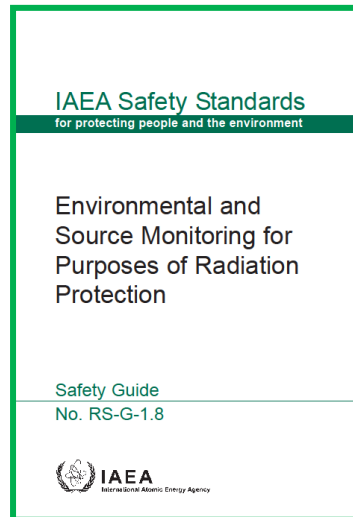 IAEA Safety Standards
for protecting people and the environment
Environmental and
Source Monitoring for
Purposes of Radiation
Protection
Safety Guide
No. RS-G-1.8
IAEA
International Atomic Energy Agency